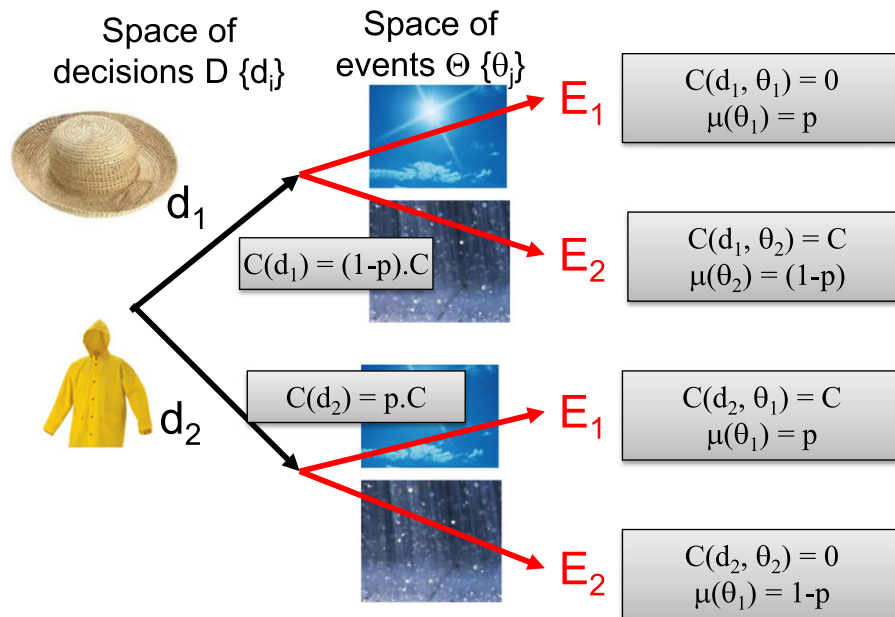 Space of
decisions D {dᵢ}
Space of
events Θ {θⱼ}
d₁
E₁
C(d₁, θ₁) = 0
μ(θ₁) = p
C(d₁) = (1-p).C
E₂
C(d₁, θ₂) = C
μ(θ₂) = (1-p)
d₂
C(d₂) = p.C
E₁
C(d₂, θ₁) = C
μ(θ₁) = p
E₂
C(d₂, θ₂) = 0
μ(θ₁) = 1-p